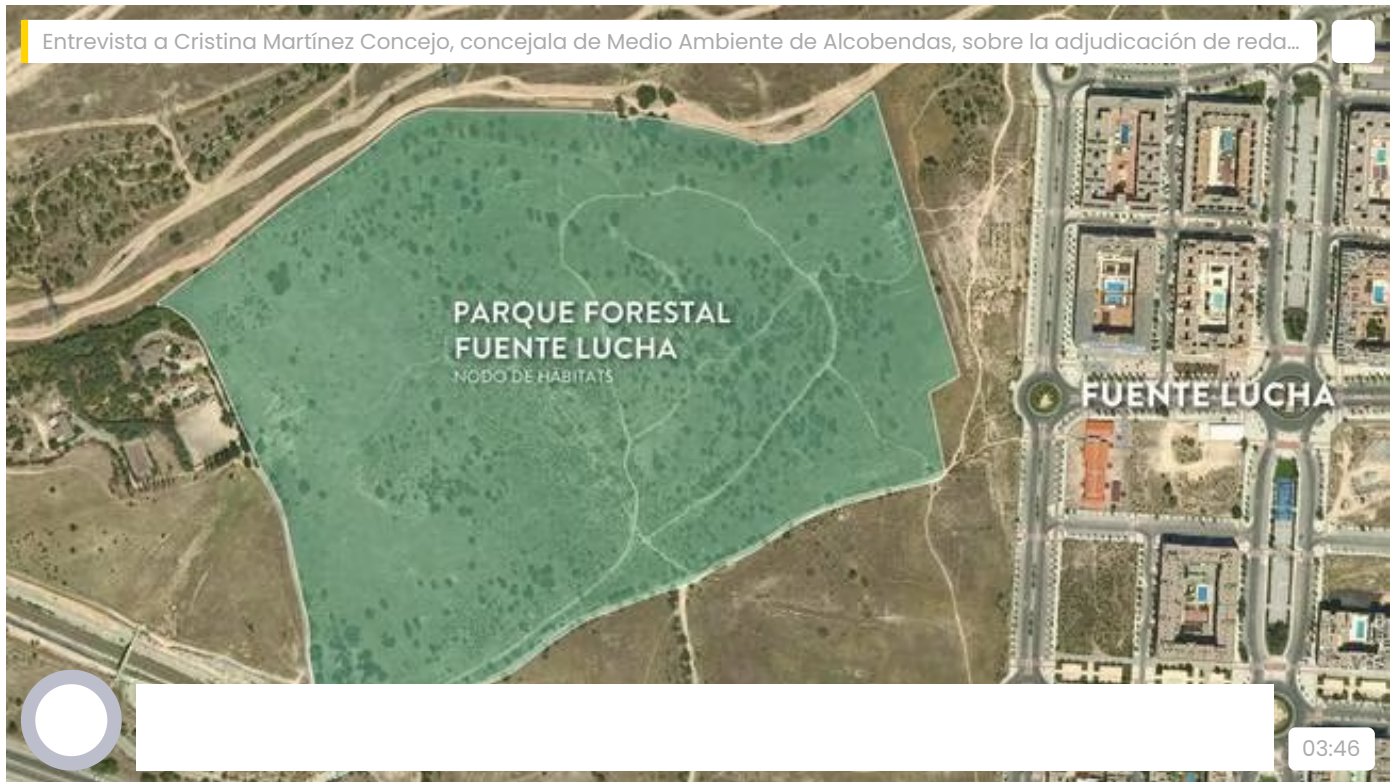 Entrevista a Cristina Martínez Concejo, concejala de Medio Ambiente de Alcobendas, sobre la adjudicación de reda...
PARQUE FORESTAL
FUENTE LUCHA
NODO DE HÁBITATS
FUENTE LUCHA
03:46